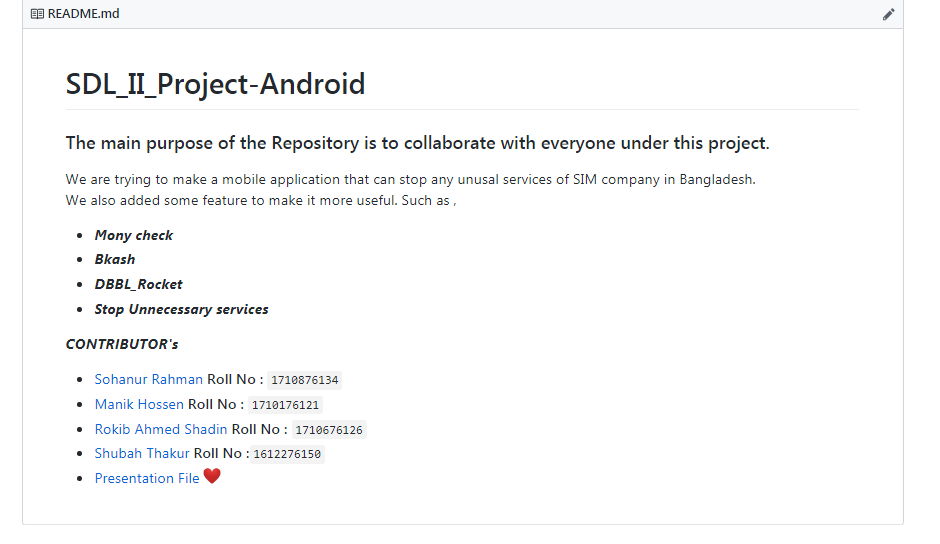 README.md
SDL_II_Project-Android
The main purpose of the Repository is to collaborate with everyone under this project.
We are trying to make a mobile application that can stop any unusal services of SIM company in Bangladesh.
We also added some feature to make it more useful. Such as ,
Mony check
Bkash
DBBL_Rocket
Stop Unnecessary services
CONTRIBUTOR's
Sohanur Rahman Roll No : 1710876134
Manik Hossen Roll No : 1710176121
Rokib Ahmed Shadin Roll No : 1710676126
Shubah Thakur Roll No : 1612276150
Presentation File ❤️